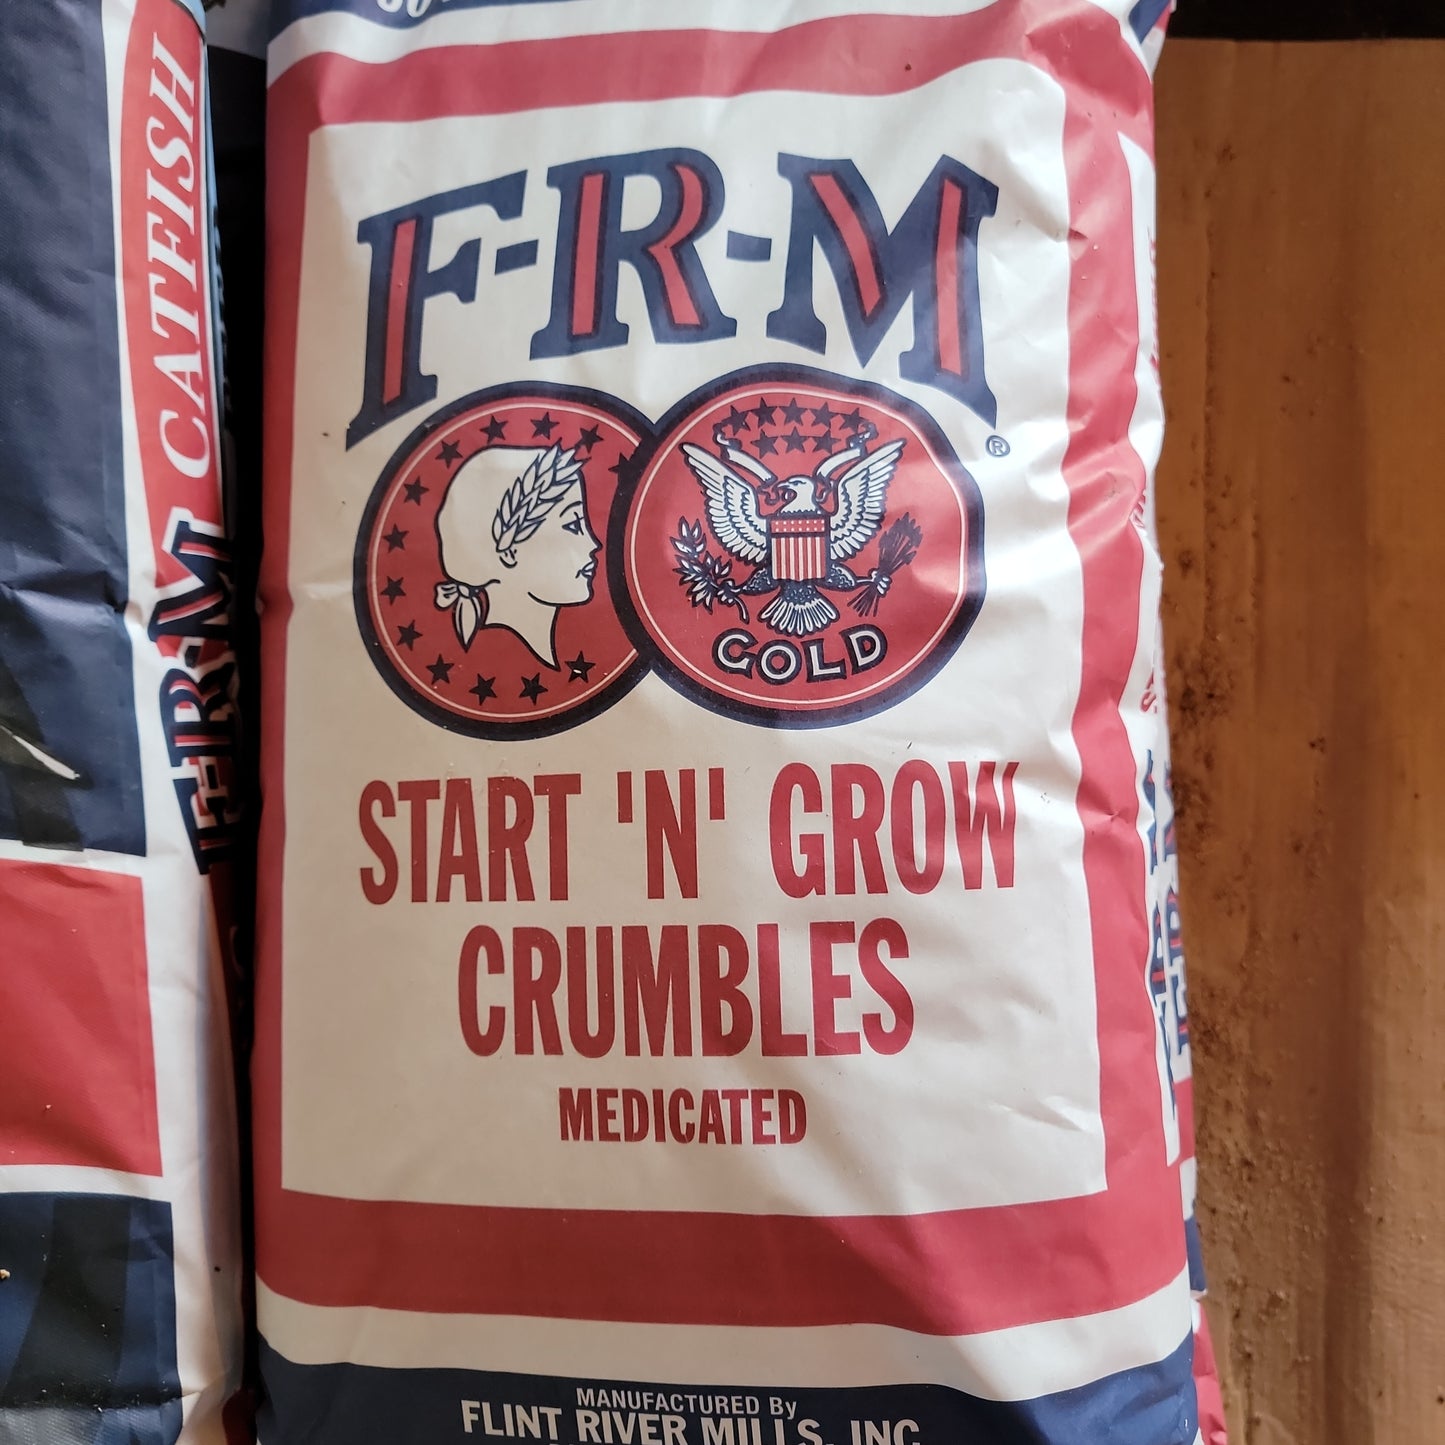 F-R-M
®
GOLD
START 'N' GROW
CRUMBLES
MEDICATED
MANUFACTURED By
FLINT RIVER MILLS, INC
F-R-M CATFISH